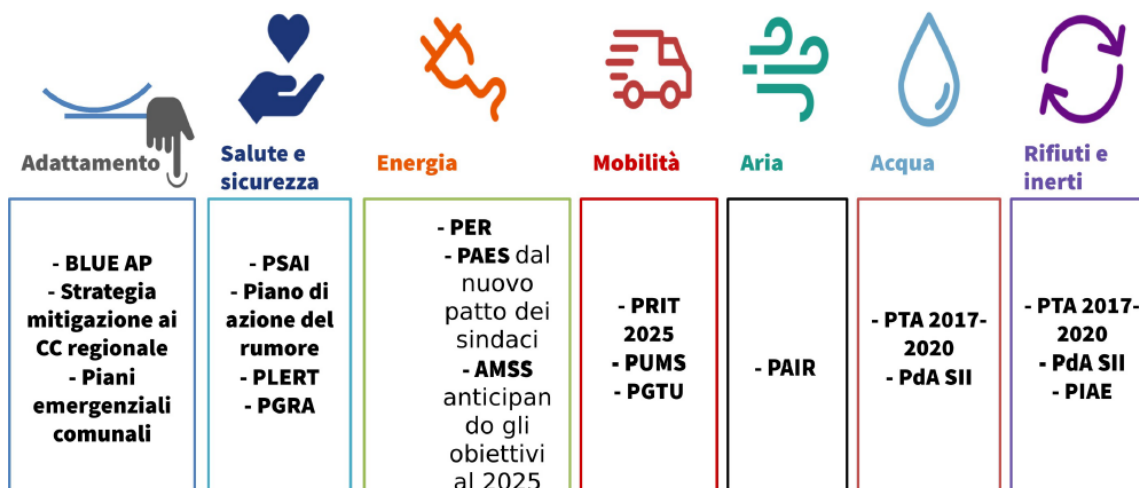 Adattamento
- BLUE AP
- Strategia
mitigazione ai
CC regionale
- Piani
emergenziali
comunali
Salute e
sicurezza
- PSAI
- Piano di
azione del
rumore
- PLERT
- PGRA
Energia
- PER
- PAES dal
nuovo
patto dei
sindaci
- AMSS
anticipan
do gli
obiettivi
al 2025
Mobilità
- PRIT
2025
- PUMS
- PGTU
Aria
- PAIR
Acqua
- PTA 2017-
2020
- PdA SII
Rifiuti e
inerti
- PTA 2017-
2020
- PdA SII
- PIAE